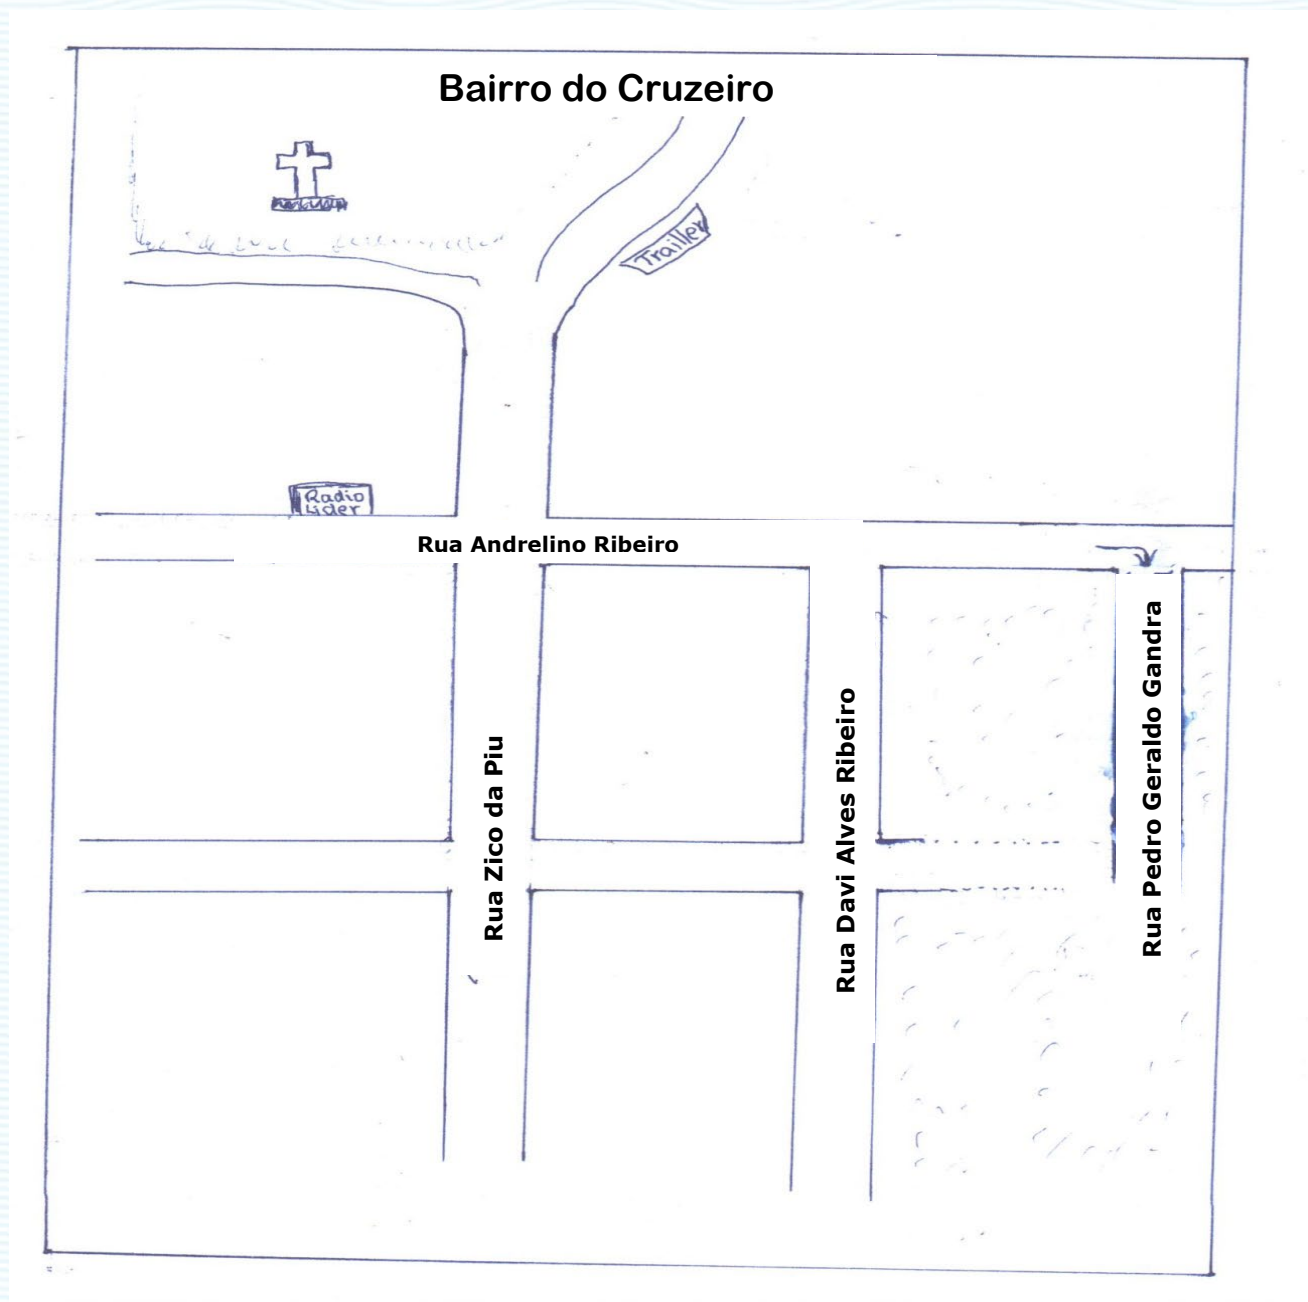 Bairro do Cruzeiro
Trailler
Radio
Lider
Rua Andrelino Ribeiro
Rua Zico da Piu
Rua Davi Alves Ribeiro
Rua Pedro Geraldo Gandra